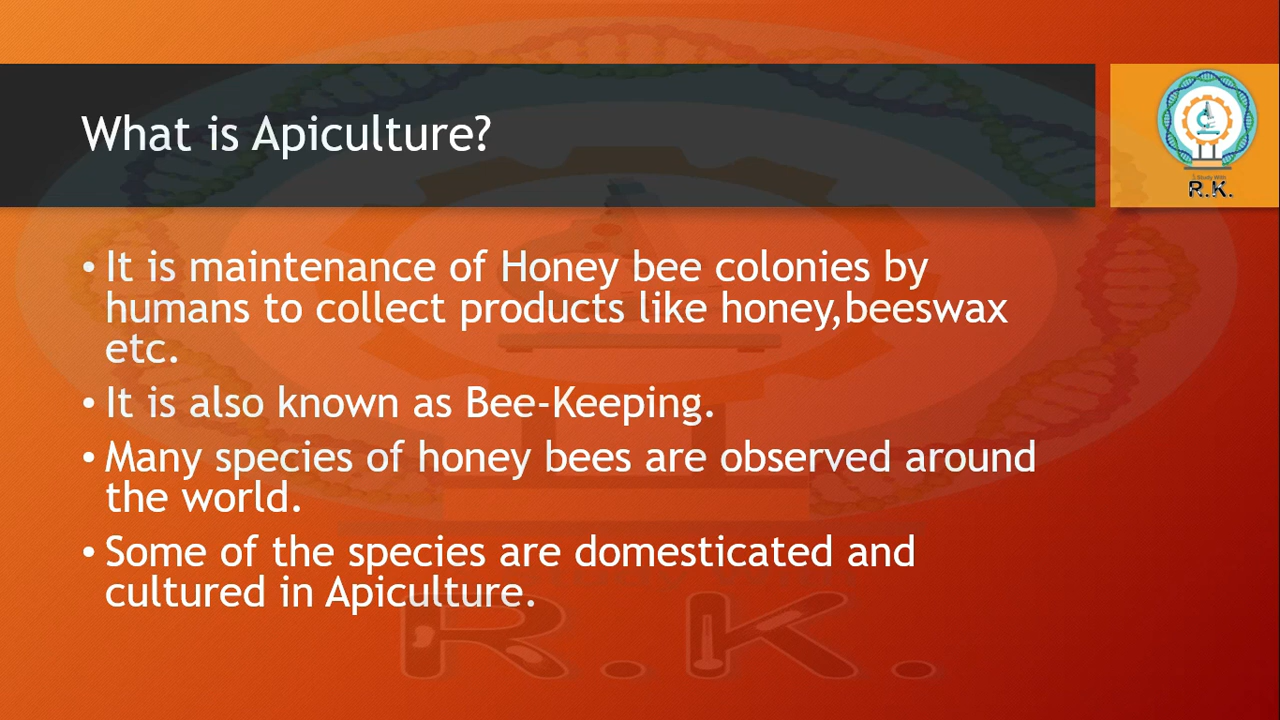 What is Apiculture?
Study With
R.K.
• It is maintenance of Honey bee colonies by
humans to collect products like honey,beeswax
etc.
• It is also known as Bee-Keeping.
• Many species of honey bees are observed around
the world.
• Some of the species are domesticated and
cultured in Apiculture.
R.K.